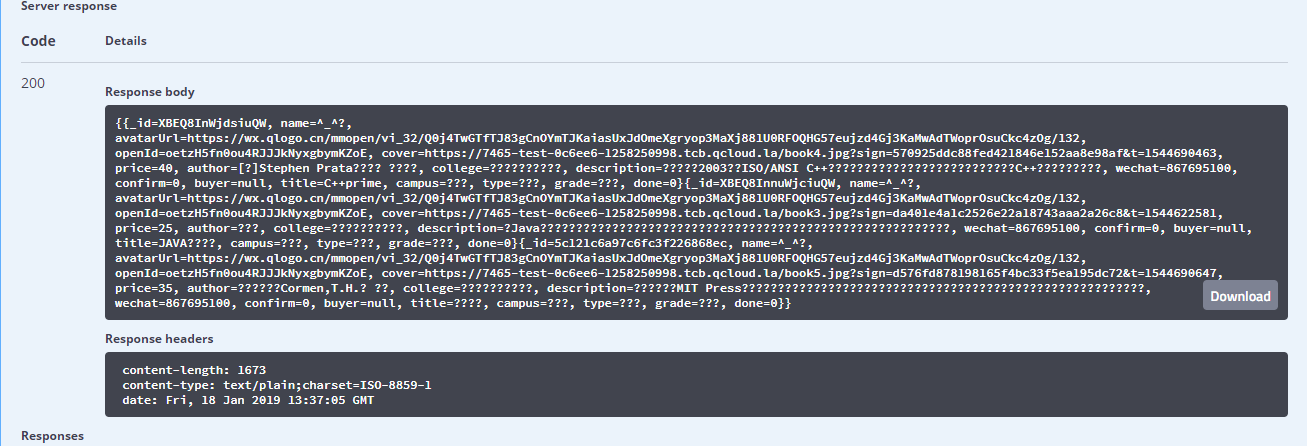 Server response
Code Details
200
Response body
{{_id=XBEQ8InWjdsiuQW, name=^_^?,
avatarUrl=https://wx.qlogo.cn/mmopen/vi_32/Q0j4TwGTfTJ83gCnOYmTJKaiasUxJdOmeXgryop3MaXj88lU0RFOQHG57eujzd4Gj3KaMwAdTWoprOsuCkc4zOg/132,
openId=oetzH5fn0ou4RJJJkNyxgbymKZoE, cover=https://7465-test-0c6ee6-1258250998.tcb.qcloud.la/book4.jpg?sign=570925ddc88fed421846e152aa8e98af&t=1544690463,
price=40, author=[?]Stephen Prata???? ????, college=??????????, description=?????2003??ISO/ANSI C++??????????????????????????C++?????????, wechat=867695100,
confirm=0, buyer=null, title=C++prime, campus=???, type=???, grade=???, done=0}{_id=XBEQ8InnuWjciuQW, name=^_^?,
avatarUrl=https://wx.qlogo.cn/mmopen/vi_32/Q0j4TwGTfTJ83gCnOYmTJKaiasUxJdOmeXgryop3MaXj88lU0RFOQHG57eujzd4Gj3KaMwAdTWoprOsuCkc4zOg/132,
openId=oetzH5fn0ou4RJJJkNyxgbymKZoE, cover=https://7465-test-0c6ee6-1258250998.tcb.qcloud.la/book3.jpg?sign=da401e4a1c2526e22a18743aaa2a26c8&t=1544622581,
price=25, author=???, college=??????????, description=?Java??????????????????????????????????????????????????????????, wechat=867695100, confirm=0, buyer=null,
title=JAVA????, campus=???, type=???, grade=???, done=0}{_id=5c121c6a97c6fc3f226868ec, name=^_^?,
avatarUrl=https://wx.qlogo.cn/mmopen/vi_32/Q0j4TwGTfTJ83gCnOYmTJKaiasUxJdOmeXgryop3MaXj88lU0RFOQHG57eujzd4Gj3KaMwAdTWoprOsuCkc4zOg/132,
openId=oetzH5fn0ou4RJJJkNyxgbymKZoE, cover=https://7465-test-0c6ee6-1258250998.tcb.qcloud.la/book5.jpg?sign=d576fd878198165f4bc33f5ea195dc72&t=1544690647,
price=35, author=??????Cormen,T.H.? ??, college=??????????, description=??????MIT Press?????????????????????????????????????????????????????????,
wechat=867695100, confirm=0, buyer=null, title=????, campus=???, type=???, grade=???, done=0}}
Download
Response headers
content-length: 1673
content-type: text/plain;charset=ISO-8859-1
date: Fri, 18 Jan 2019 13:37:05 GMT
Responses